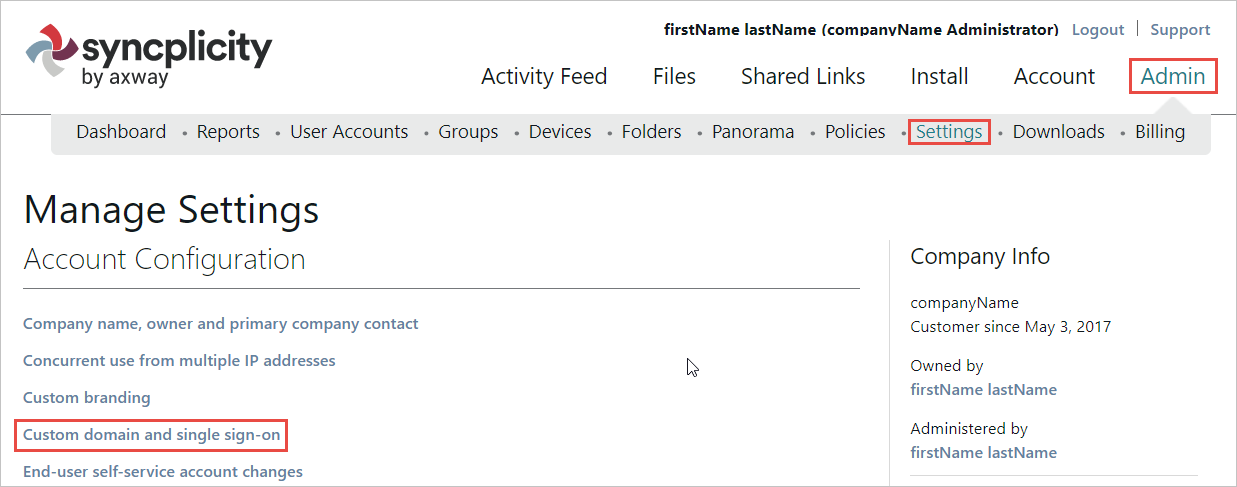 firstName lastName (companyName Administrator) Logout Support
syncplicity
by axway
Activity Feed Files Shared Links Install Account Admin
Dashboard • Reports • User Accounts • Groups • Devices • Folders • Panorama • Policies • Settings • Downloads • Billing
Manage Settings
Account Configuration
Company name, owner and primary company contact
Concurrent use from multiple IP addresses
Custom branding
Custom domain and single sign-on
End-user self-service account changes
Company Info
companyName
Customer since May 3, 2017
Owned by
firstName lastName
Administered by
firstName lastName